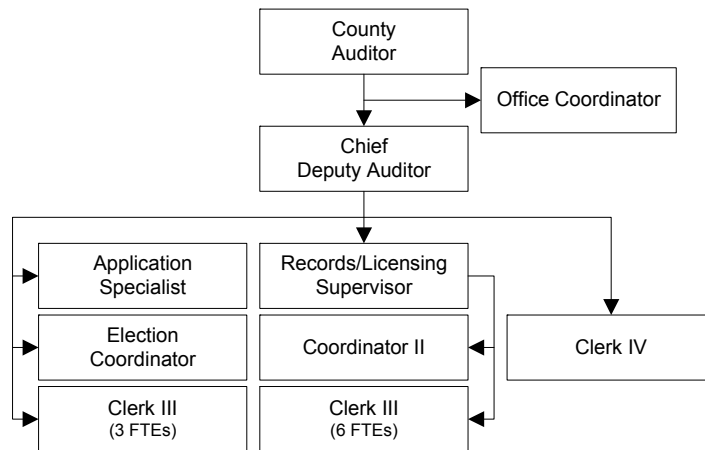 County
Auditor
Office Coordinator
Chief
Deputy Auditor
Application
Specialist
Records/Licensing
Supervisor
Election
Coordinator
Coordinator II
Clerk IV
Clerk III
(3 FTEs)
Clerk III
(6 FTEs)